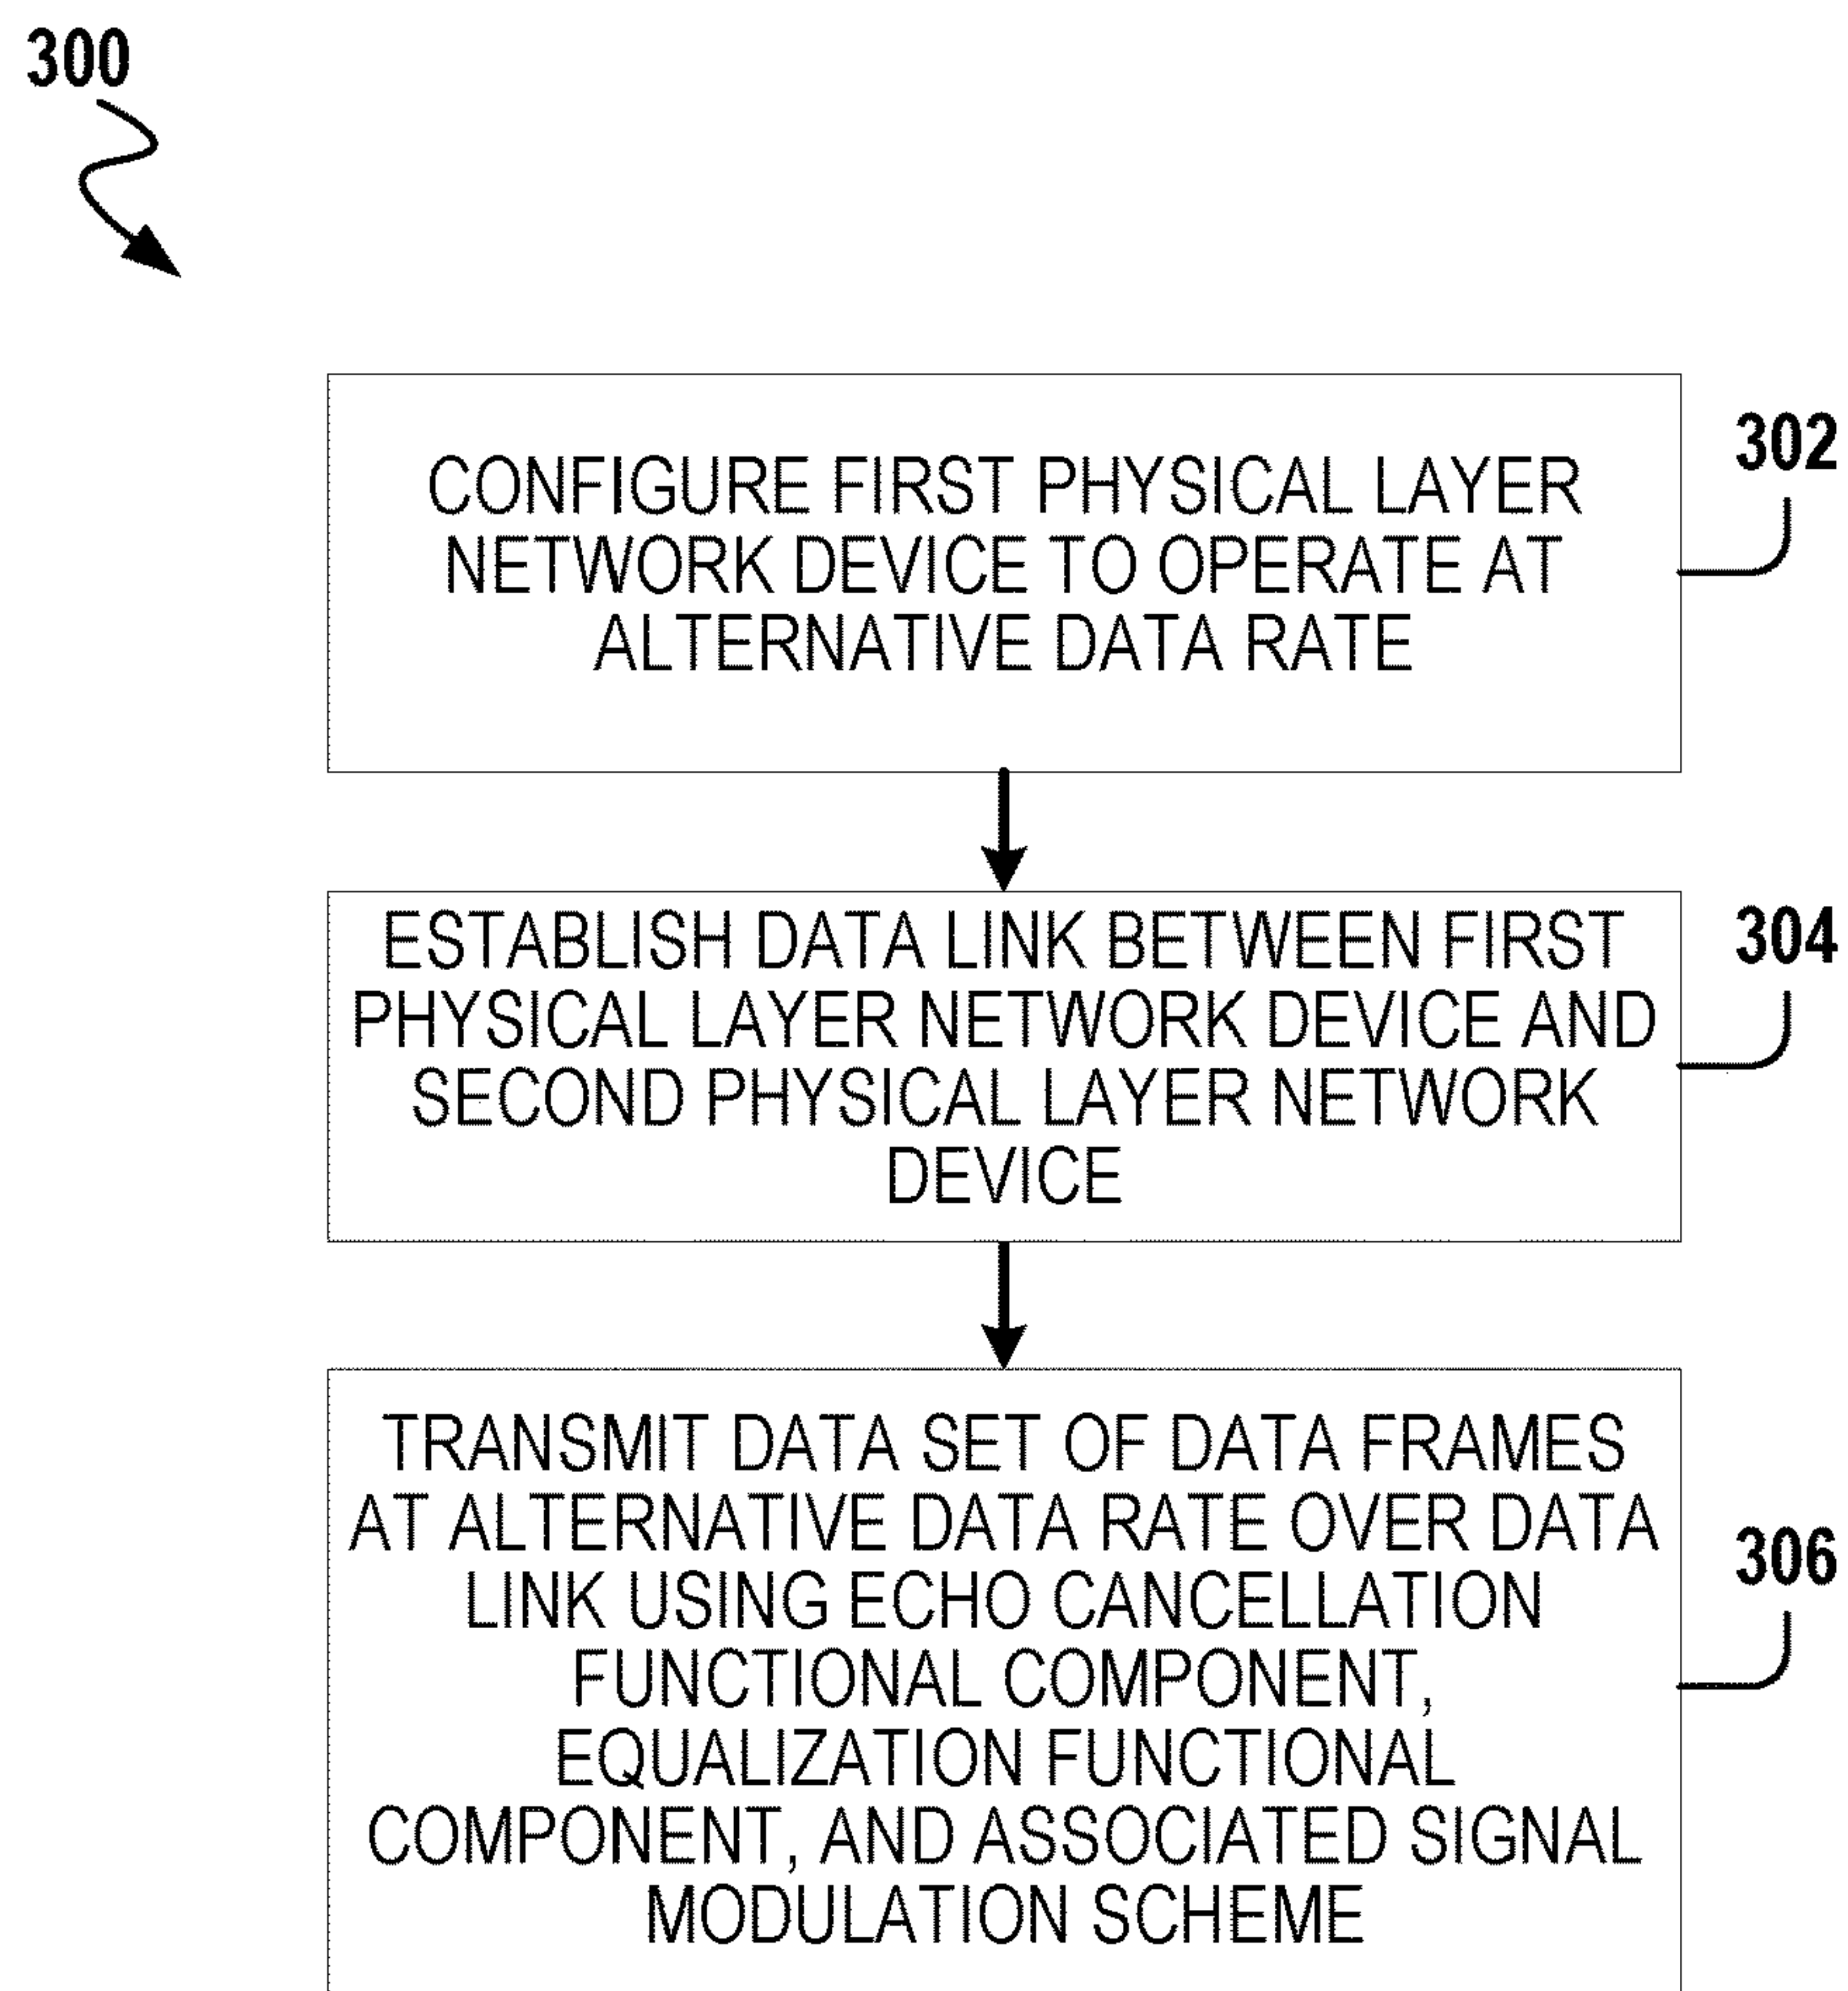 300
CONFIGURE FIRST PHYSICAL LAYER
NETWORK DEVICE TO OPERATE AT
ALTERNATIVE DATA RATE
302
ESTABLISH DATA LINK BETWEEN FIRST
PHYSICAL LAYER NETWORK DEVICE AND
SECOND PHYSICAL LAYER NETWORK
DEVICE
304
TRANSMIT DATA SET OF DATA FRAMES
AT ALTERNATIVE DATA RATE OVER DATA
LINK USING ECHO CANCELLATION
FUNCTIONAL COMPONENT,
EQUALIZATION FUNCTIONAL
COMPONENT, AND ASSOCIATED SIGNAL
MODULATION SCHEME
306